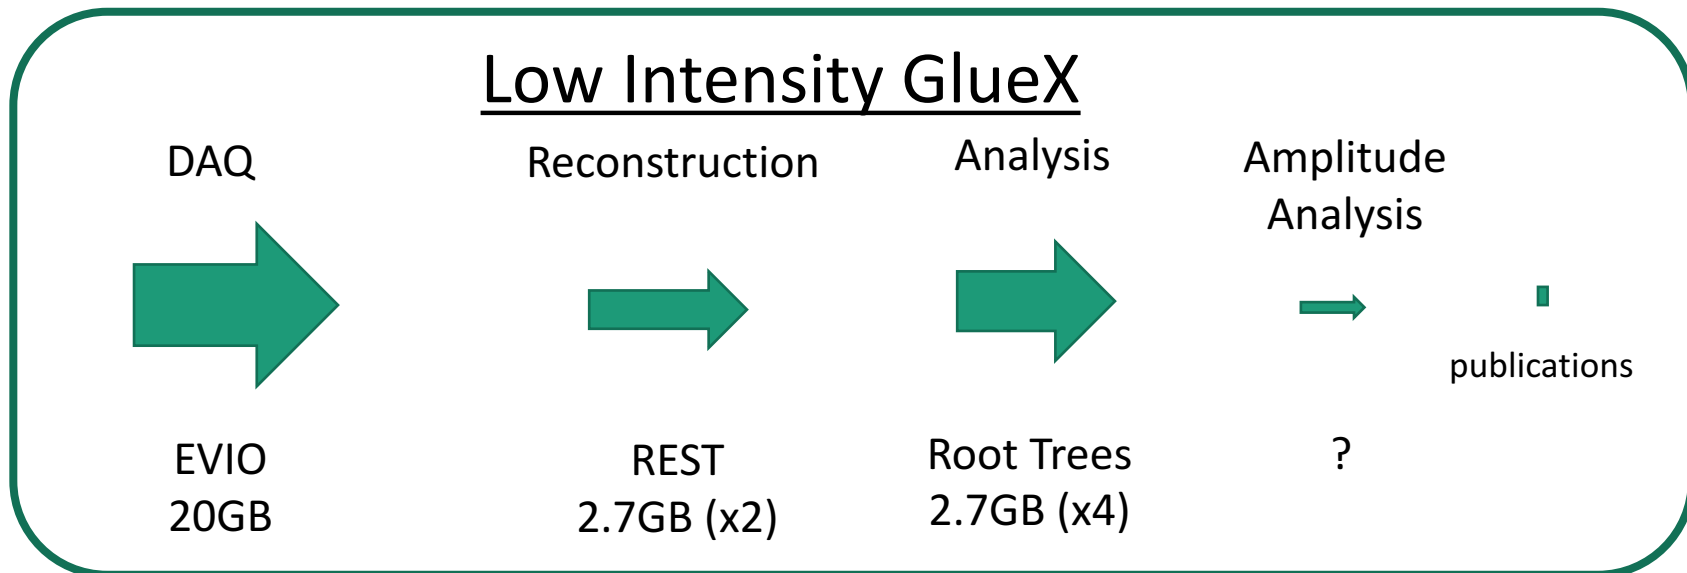 Low Intensity GlueX
DAQ
Reconstruction
Analysis
Amplitude
Analysis
publications
EVIO
20GB
REST
2.7GB (x2)
Root Trees
2.7GB (x4)
?